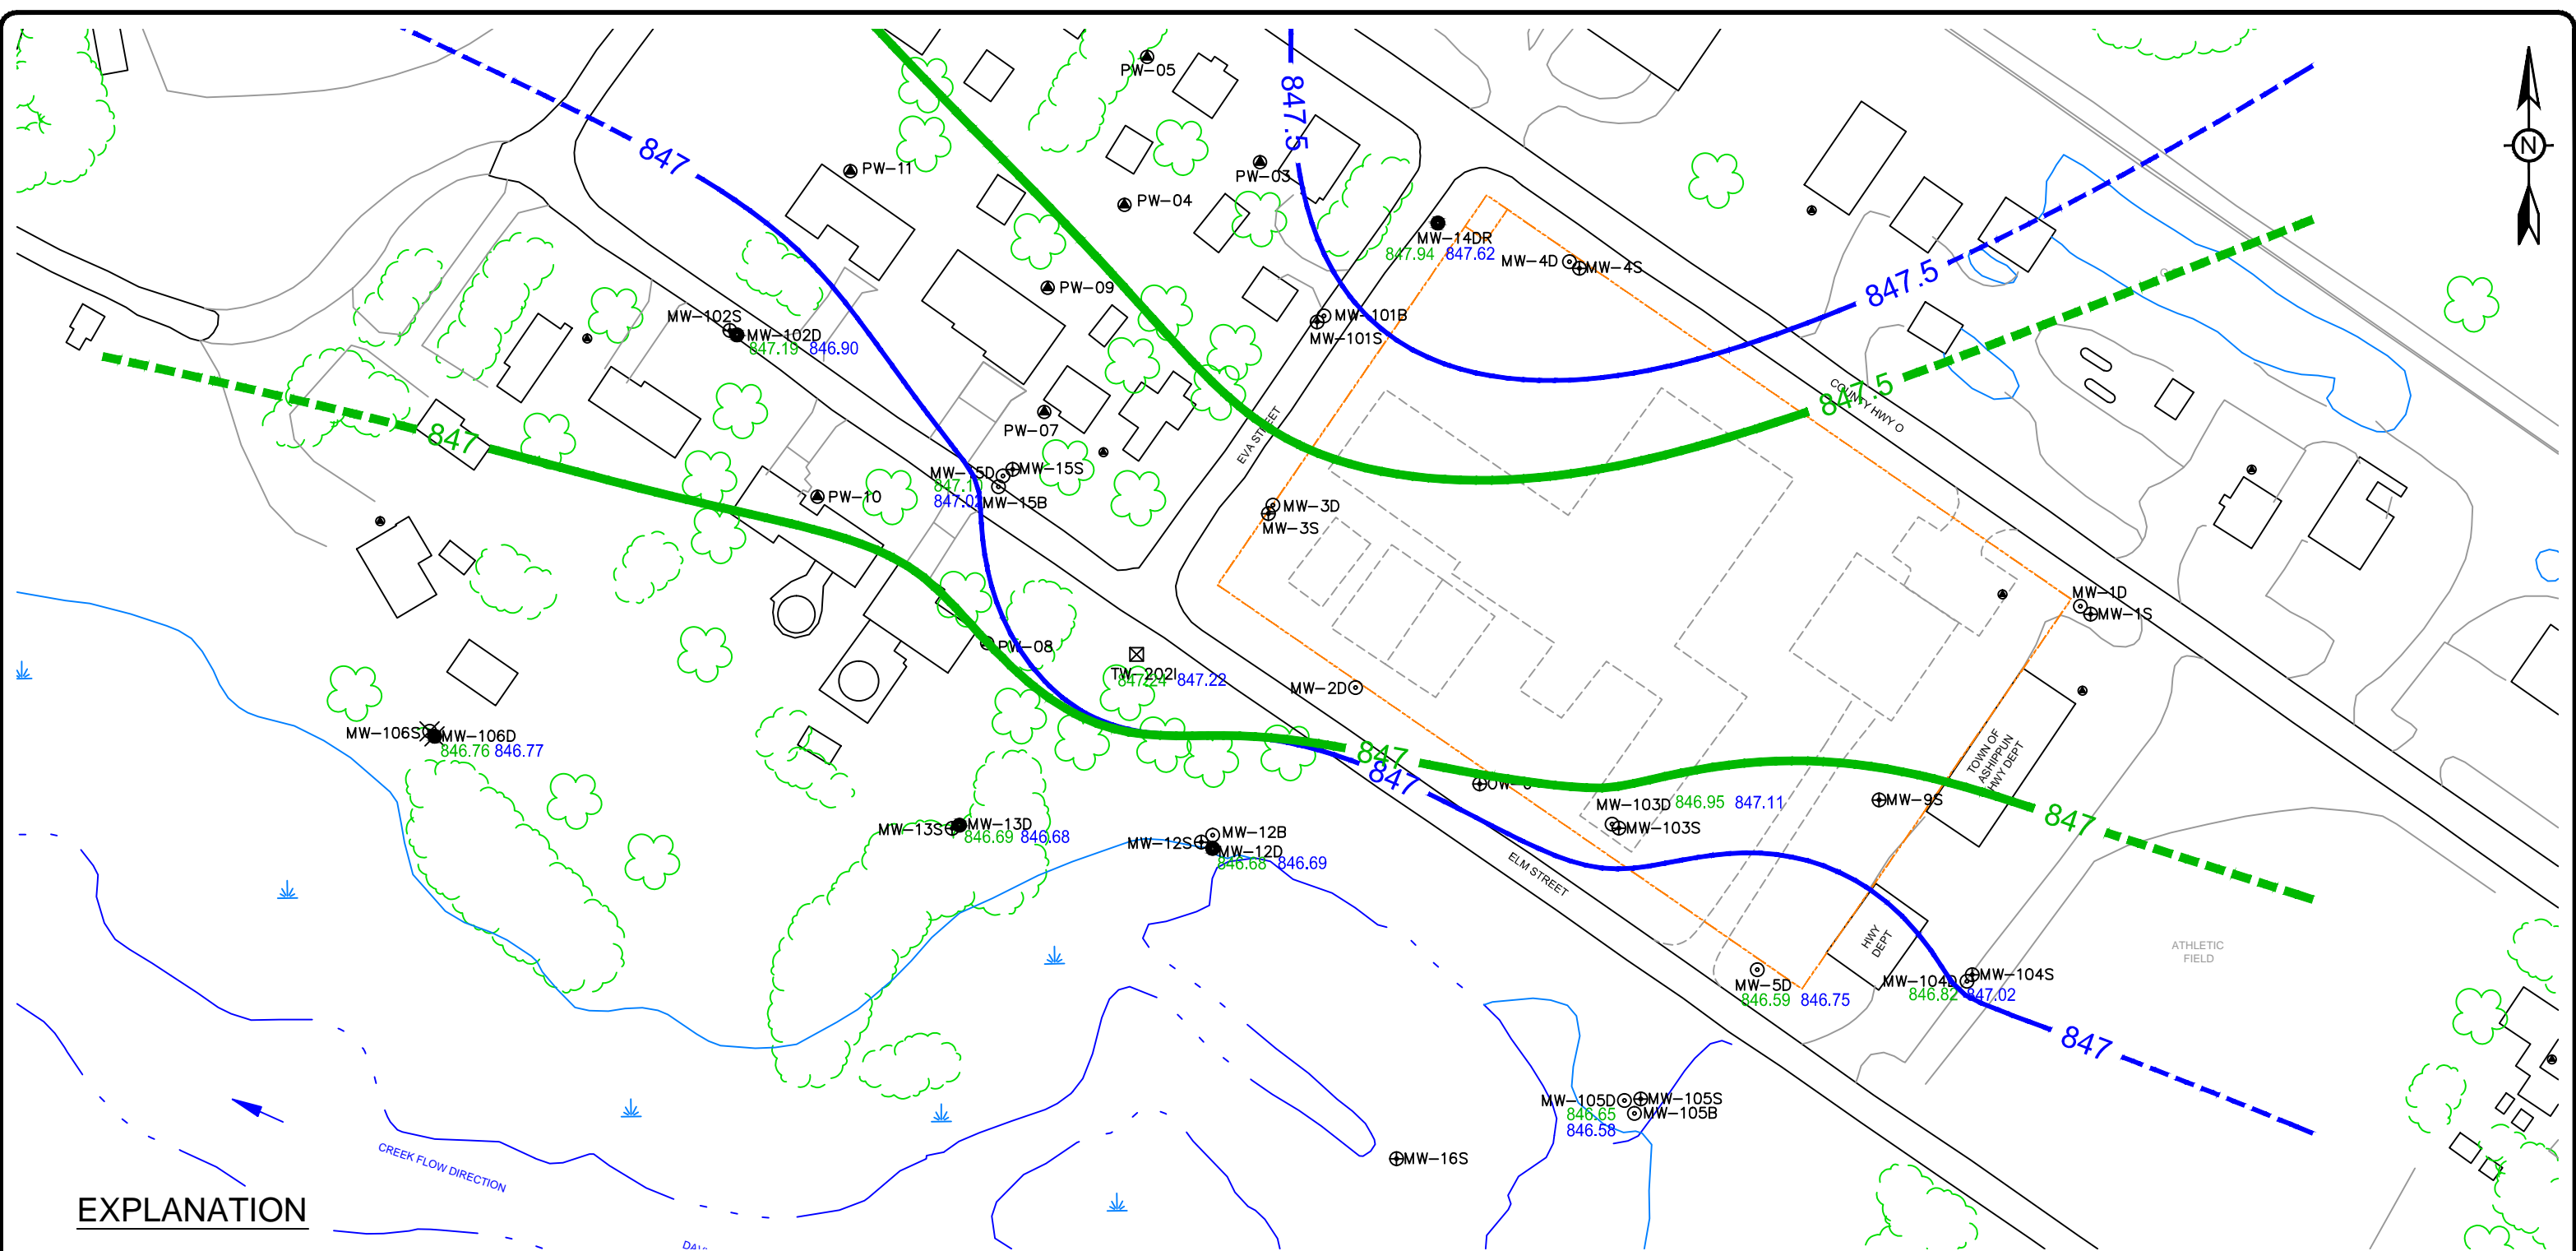 PW-05
847.5
N
847
PW-11
PW-03
PW-04
MW-14DR
847.94 847.62
MW-4D
MW-4S
847.5
PW-09
MW-102S
MW-102D
847.19 846.90
MW-101B
MW-101S
847.5
COUNTY HWY O
847
PW-07
EVA STREET
MW-15D
MW-15S
847.02
MW-15B
PW-10
MW-3D
MW-3S
MW-1D
MW-1S
PW-08
TW-202I
847.24 847.22
MW-2D
MW-106S
MW-106D
846.76 846.77
847
847
TOWN OF
ASHIPPUN
HWY DEPT
MW-103D 846.95 847.11
MW-103S
MW-9S
847
MW-13S
MW-13D
846.69 846.68
MW-12B
MW-12S
MW-12D
846.68 846.69
ELM STREET
HWY
DEPT
ATHLETIC
FIELD
MW-5D
846.59 846.75
MW-104S
MW-104D
846.82 847.02
847
MW-105D
MW-105S
846.65
MW-105B
846.58
MW-16S
CREEK FLOW DIRECTION
EXPLANATION